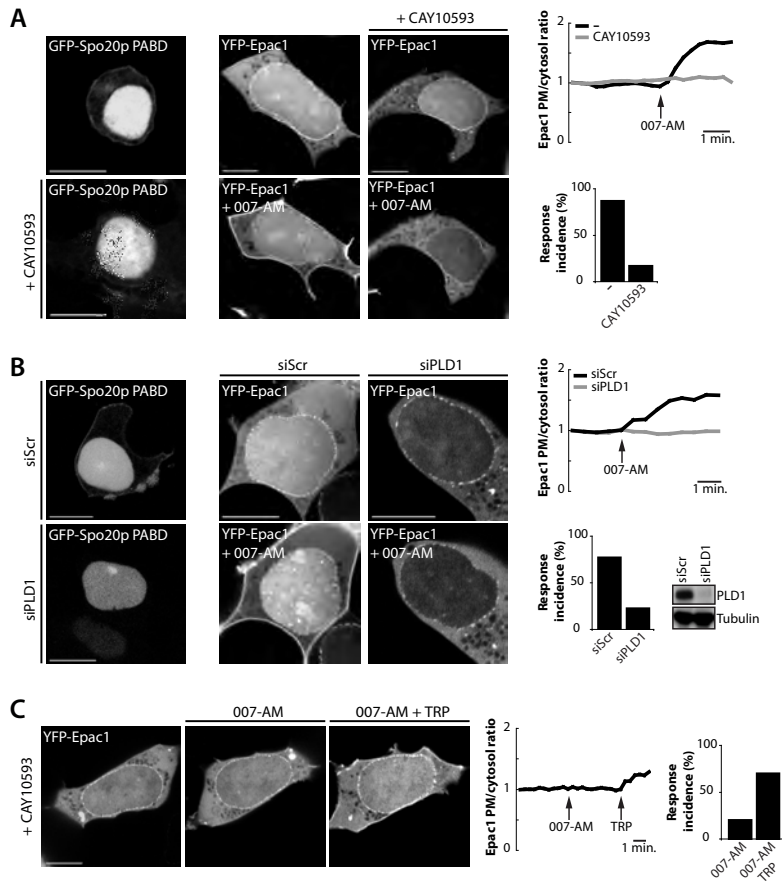 A
GFP-Spo20p PABD
YFP-Epac1
+ CAY10593
YFP-Epac1
GFP-Spo20p PABD
+ CAY10593
YFP-Epac1
+ 007-AM
YFP-Epac1
+ 007-AM
Epac1 PM/cytosol ratio
2
1
0
–
CAY10593
007-AM
1 min.
Response
incidence (%)
100
50
0
–
CAY10593
B
siScr
siPLD1
GFP-Spo20p PABD
YFP-Epac1
YFP-Epac1
siScr
GFP-Spo20p PABD
YFP-Epac1
+ 007-AM
YFP-Epac1
+ 007-AM
siPLD1
Epac1 PM/cytosol ratio
2
1
0
siScr
siPLD1
007-AM
1 min.
Response
incidence (%)
100
50
0
siScr
siPLD1
siScr
siPLD1
PLD1
Tubulin
C
007-AM
007-AM + TRP
YFP-Epac1
+ CAY10593
Epac1 PM/cytosol ratio
2
1
0
007-AM
TRP
1 min.
Response
incidence (%)
100
50
0
007-AM
007-AM
TRP